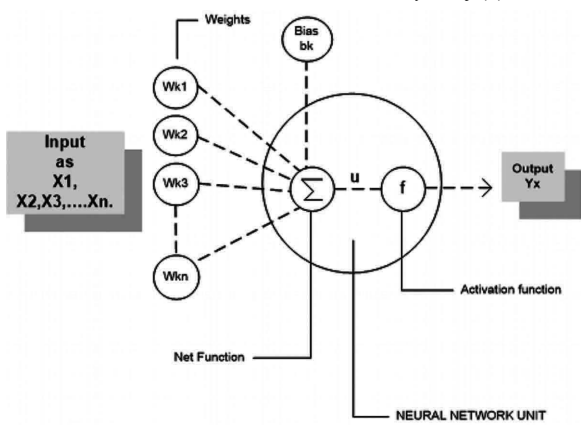 Weights
Bias
bk
Wk1
Wk2
Wk3
Wkn
Input
as
X1,
X2,X3,....Xn.
Σ
u
f
Output
Yx
Activation function
Net Function
NEURAL NETWORK UNIT